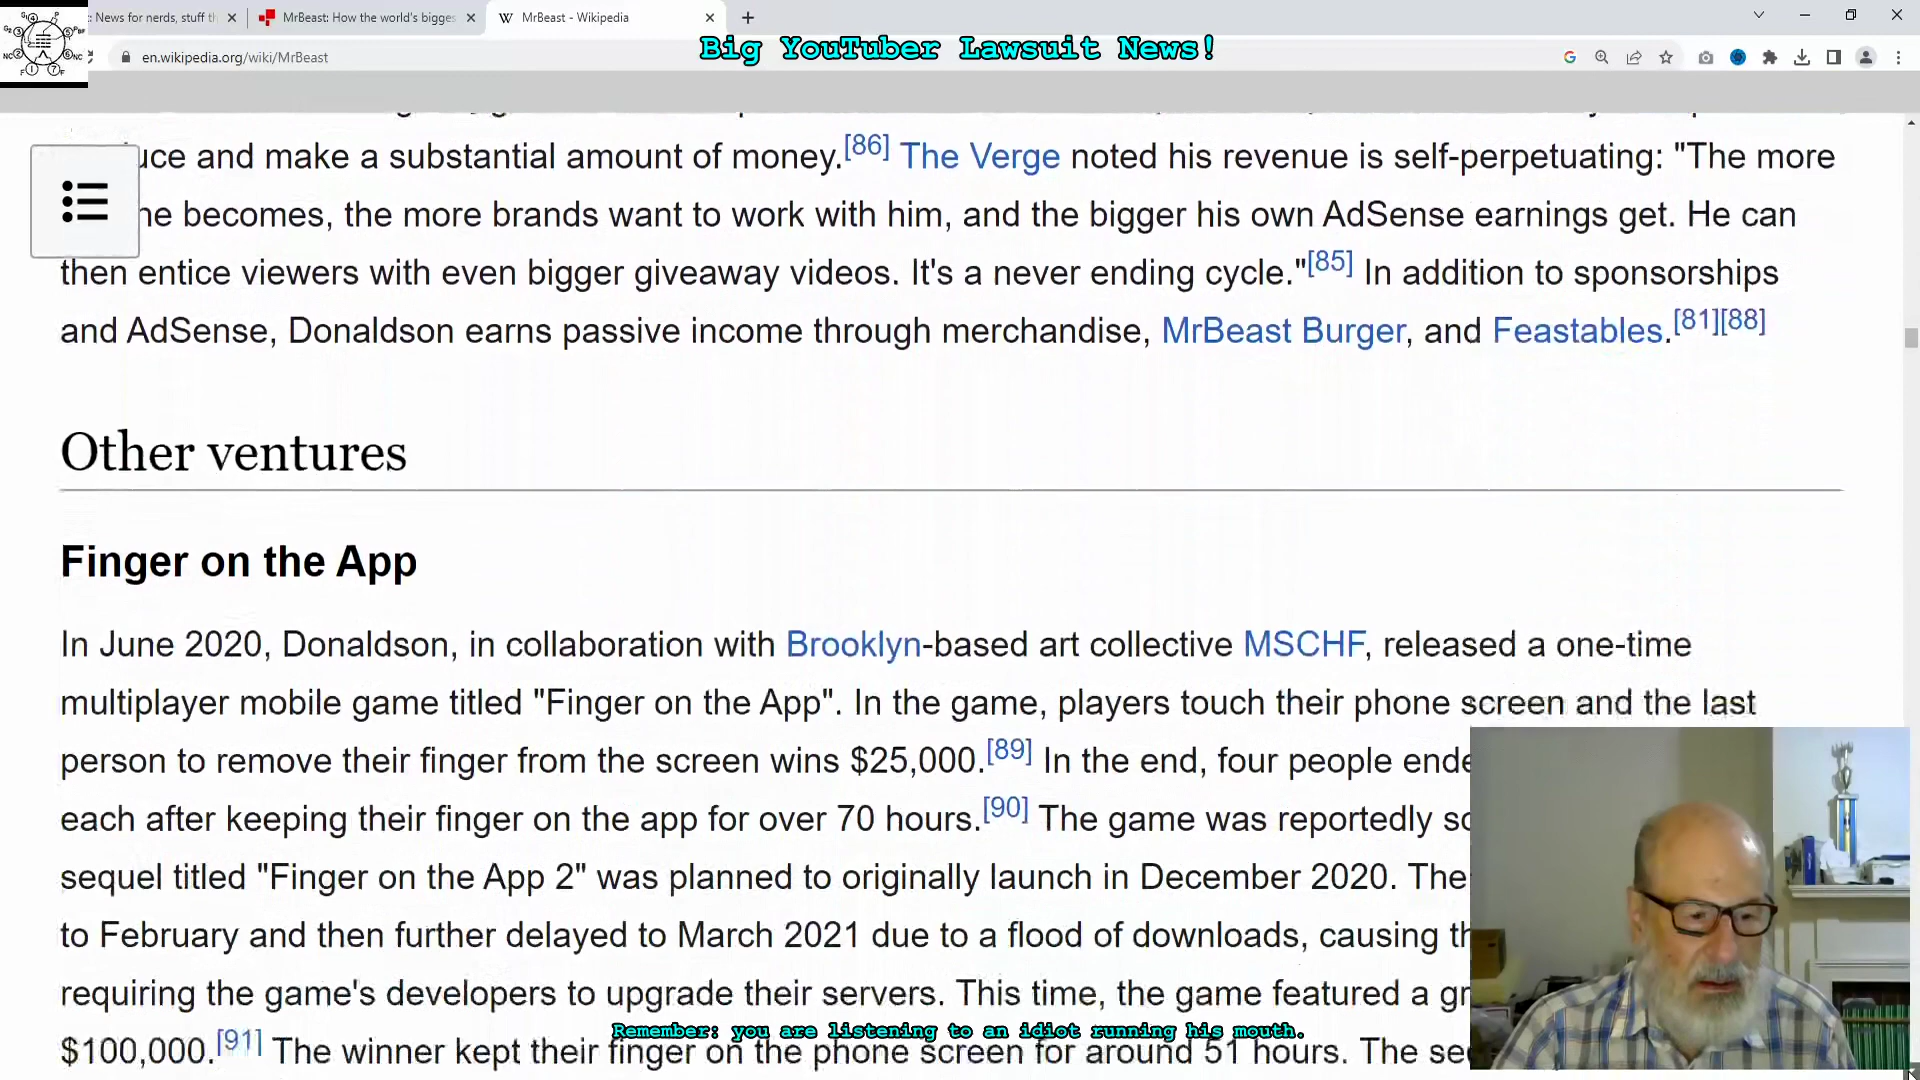 : News for nerds, stuff th
MrBeast: How the world's bigges
MrBeast - Wikipedia
en.wikipedia.org/wiki/MrBeast
Big YouTuber Lawsuit News!
uce and make a substantial amount of money.[86] The Verge noted his revenue is self-perpetuating: "The more
he becomes, the more brands want to work with him, and the bigger his own AdSense earnings get. He can
then entice viewers with even bigger giveaway videos. It's a never ending cycle."[85] In addition to sponsorships
and AdSense, Donaldson earns passive income through merchandise, MrBeast Burger, and Feastables.[81][88]
Other ventures
Finger on the App
In June 2020, Donaldson, in collaboration with Brooklyn-based art collective MSCHF, released a one-time
multiplayer mobile game titled "Finger on the App". In the game, players touch their phone screen and the last
person to remove their finger from the screen wins $25,000.[89] In the end, four people ende
each after keeping their finger on the app for over 70 hours.[90] The game was reportedly so
sequel titled "Finger on the App 2" was planned to originally launch in December 2020. The
to February and then further delayed to March 2021 due to a flood of downloads, causing th
requiring the game's developers to upgrade their servers. This time, the game featured a gr
Remember: you are listening to an idiot running his mouth.
$100,000.[91] The winner kept their finger on the phone screen for around 51 hours. The sec